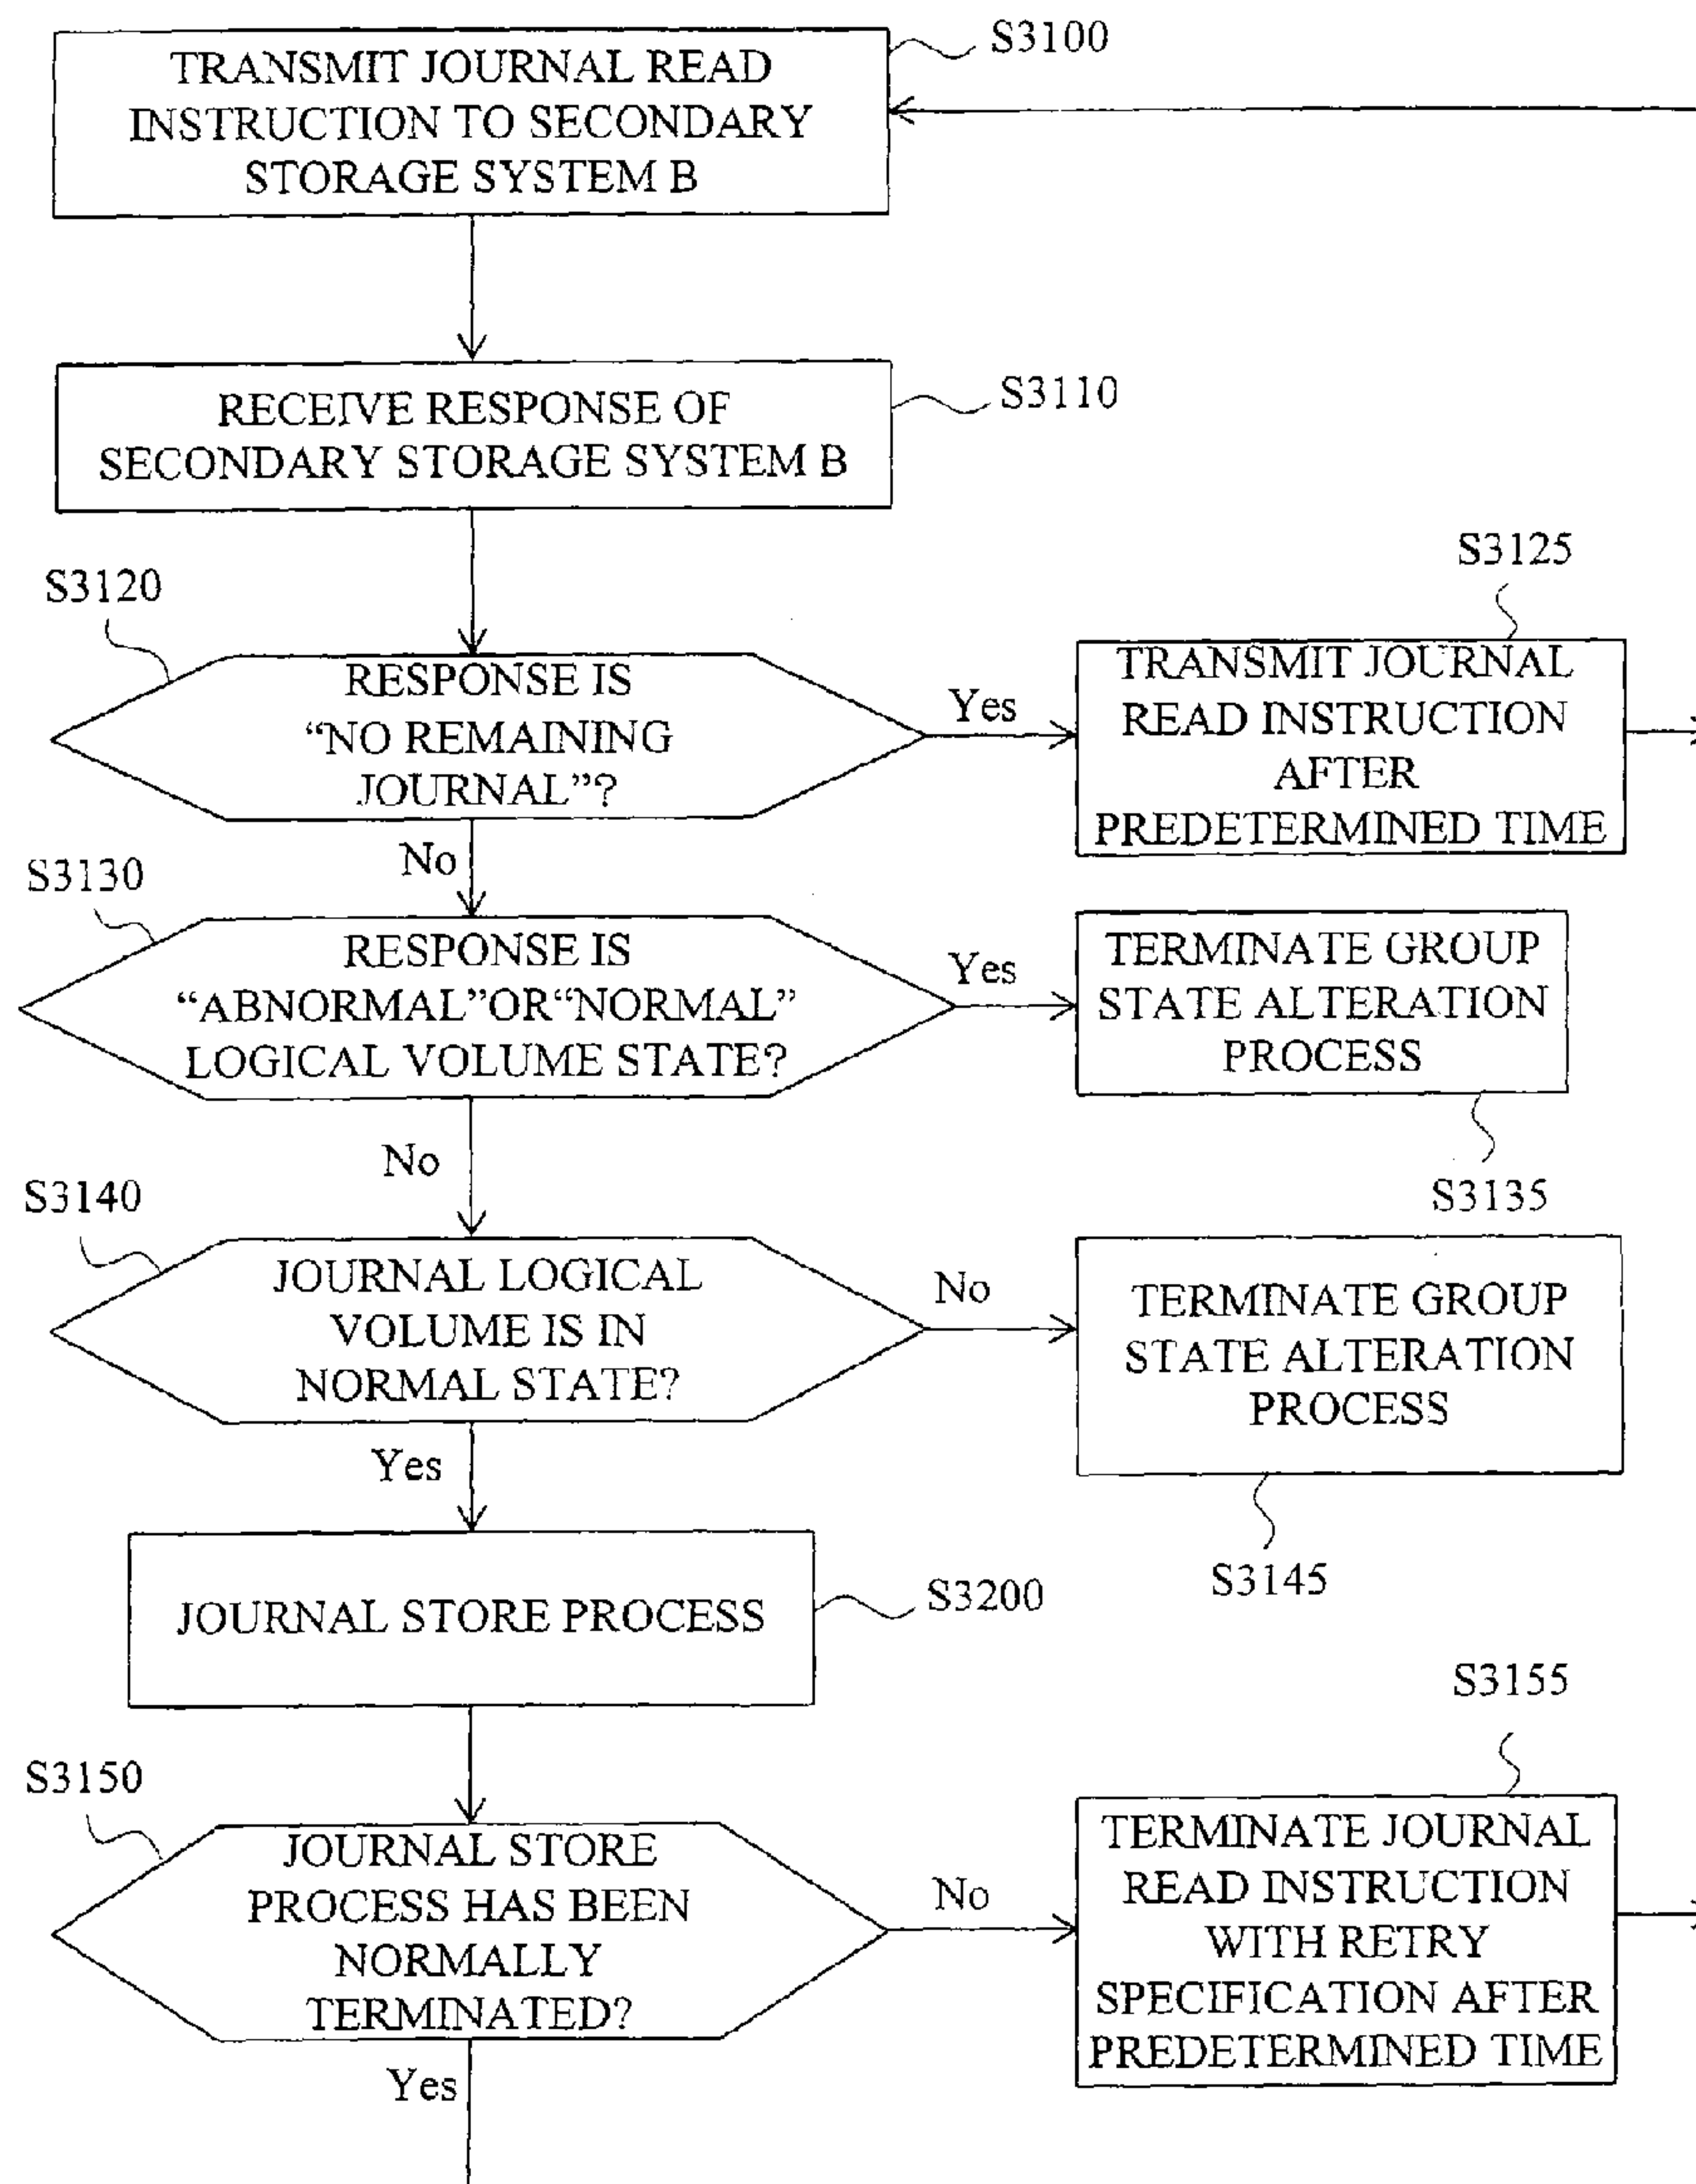 S3100
TRANSMIT JOURNAL READ
INSTRUCTION TO SECONDARY
STORAGE SYSTEM B
S3110
RECEIVE RESPONSE OF
SECONDARY STORAGE SYSTEM B
S3120
RESPONSE IS
“NO REMAINING
JOURNAL”?
Yes
S3125
TRANSMIT JOURNAL
READ INSTRUCTION
AFTER
PREDETERMINED TIME
No
S3130
RESPONSE IS
“ABNORMAL”OR“NORMAL”
LOGICAL VOLUME STATE?
Yes
TERMINATE GROUP
STATE ALTERATION
PROCESS
S3135
No
S3140
JOURNAL LOGICAL
VOLUME IS IN
NORMAL STATE?
No
TERMINATE GROUP
STATE ALTERATION
PROCESS
S3145
Yes
JOURNAL STORE PROCESS
S3200
S3150
JOURNAL STORE
PROCESS HAS BEEN
NORMALLY
TERMINATED?
No
S3155
TERMINATE JOURNAL
READ INSTRUCTION
WITH RETRY
SPECIFICATION AFTER
PREDETERMINED TIME
Yes